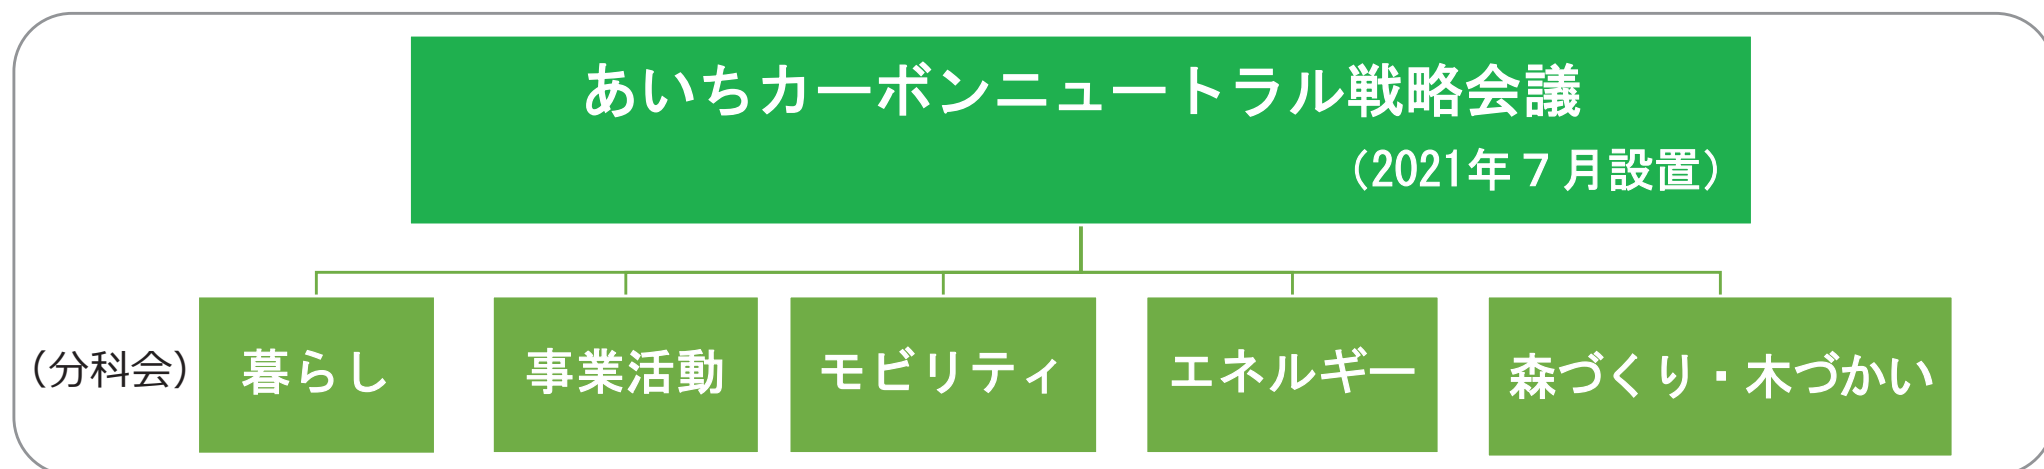 あいちカーボンニュートラル戦略会議
（2021年７月設置）
（分科会）
暮らし
事業活動
モビリティ
エネルギー
森づくり・木づかい